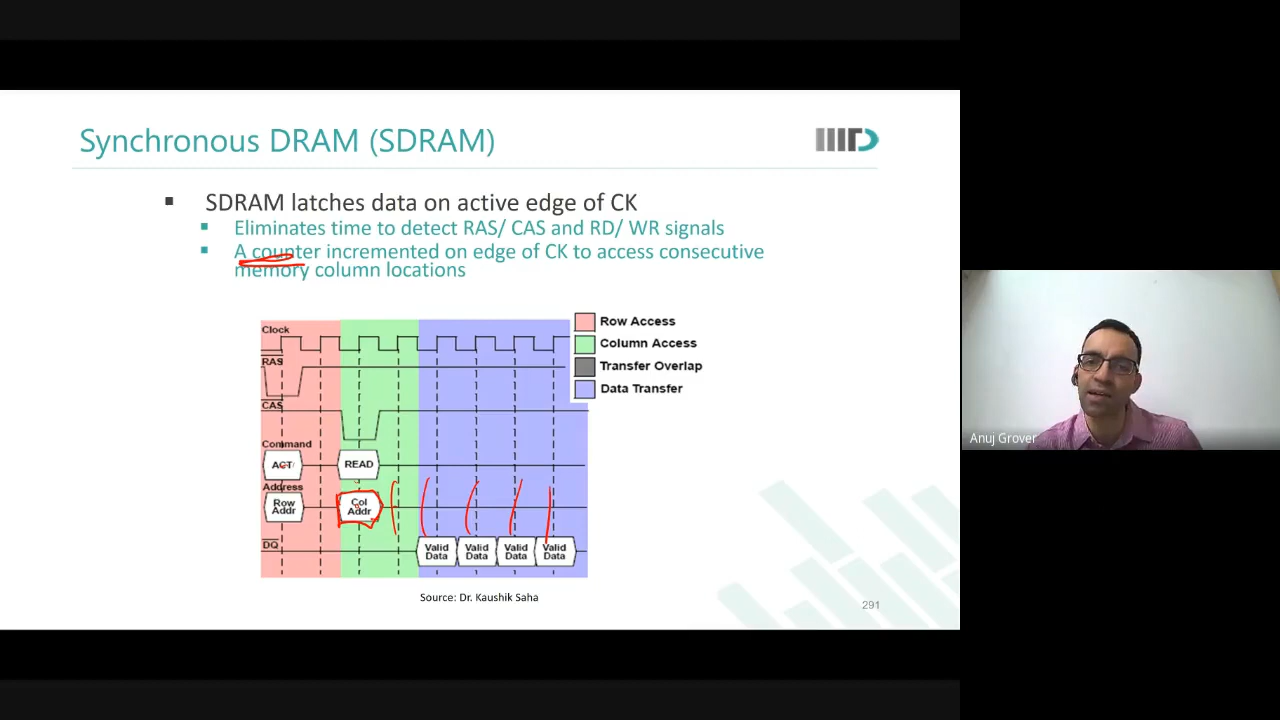 Synchronous DRAM (SDRAM)
IIITD
SDRAM latches data on active edge of CK
Eliminates time to detect RAS/ CAS and RD/ WR signals
A counter incremented on edge of CK to access consecutive
memory column locations
Clock
RAS
CAS
Command
ACT
READ
Address
Row
Addr
Col
Addr
DQ
Valid
Data
Valid
Data
Valid
Data
Valid
Data
Row Access
Column Access
Transfer Overlap
Data Transfer
Source: Dr. Kaushik Saha
291
Anuj Grover